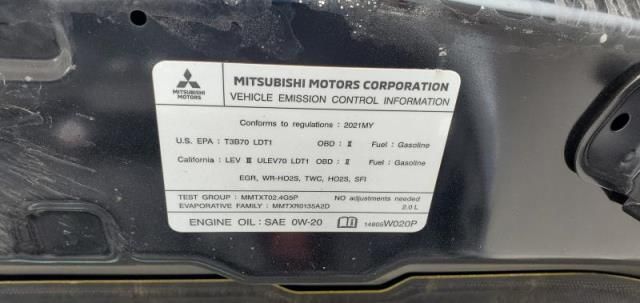 MITSUBISHI
MOTORS
MITSUBISHI MOTORS CORPORATION
VEHICLE EMISSION CONTROL INFORMATION
Conforms to regulations : 2021MY
U.S. EPA : T3B70 LDT1 OBD : II Fuel : Gasoline
California : LEV III ULEV70 LDT1 OBD : II Fuel : Gasoline
EGR, WR-HO2S, TWC, HO2S, SFI
TEST GROUP : MMTXT02.4G5P NO adjustments needed
EVAPORATIVE FAMILY : MMTXR0135A2D 2.0 L
ENGINE OIL : SAE 0W-20 14805W020P